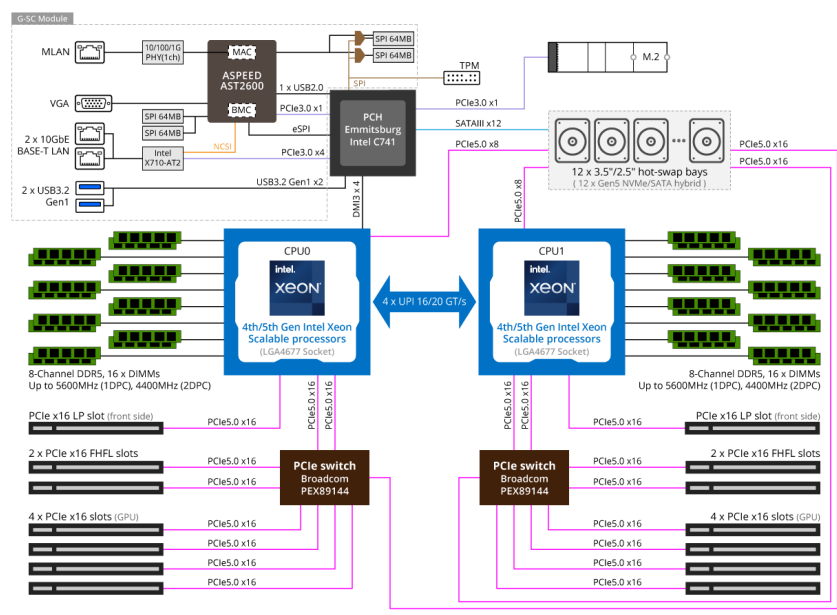 G-SC Module
MLAN
10/100/1G
PHY(1ch)
MAC
ASPEED
AST2600
BMC
SPI 64MB
SPI 64MB
SPI
TPM
M.2
VGA
SPI 64MB
SPI 64MB
1 x USB2.0
PCIe3.0 x1
eSPI
PCH
Emmitsburg
Intel C741
PCIe3.0 x1
SATAIII x12
PCIe5.0 x8
2 x 10GbE
BASE-T LAN
Intel
X710-AT2
NCSI
PCIe3.0 x4
2 x USB3.2
Gen1
USB3.2 Gen1 x2
DMI3 x 4
PCIe5.0 x8
12 x 3.5"/2.5" hot-swap bays
( 12 x Gen5 NVMe/SATA hybrid )
PCIe5.0 x16
PCIe5.0 x16
CPU0
intel.
xeon
4th/5th Gen Intel Xeon
Scalable processors
(LGA4677 Socket)
4 x UPI 16/20 GT/s
CPU1
intel.
xeon
4th/5th Gen Intel Xeon
Scalable processors
(LGA4677 Socket)
8-Channel DDR5, 16 x DIMMs
Up to 5600MHz (1DPC), 4400MHz (2DPC)
8-Channel DDR5, 16 x DIMMs
Up to 5600MHz (1DPC), 4400MHz (2DPC)
PCIe5.0 x16
PCIe5.0 x16
PCIe5.0 x16
PCIe5.0 x16
PCIe x16 LP slot (front side)
PCIe5.0 x16
PCIe5.0 x16
PCIe x16 LP slot (front side)
2 x PCIe x16 FHFL slots
PCIe5.0 x16
PCIe5.0 x16
PCIe switch
Broadcom
PEX89144
PCIe switch
Broadcom
PEX89144
2 x PCIe x16 FHFL slots
PCIe5.0 x16
PCIe5.0 x16
4 x PCIe x16 slots (GPU)
PCIe5.0 x16
PCIe5.0 x16
PCIe5.0 x16
PCIe5.0 x16
4 x PCIe x16 slots (GPU)
PCIe5.0 x16
PCIe5.0 x16
PCIe5.0 x16
PCIe5.0 x16